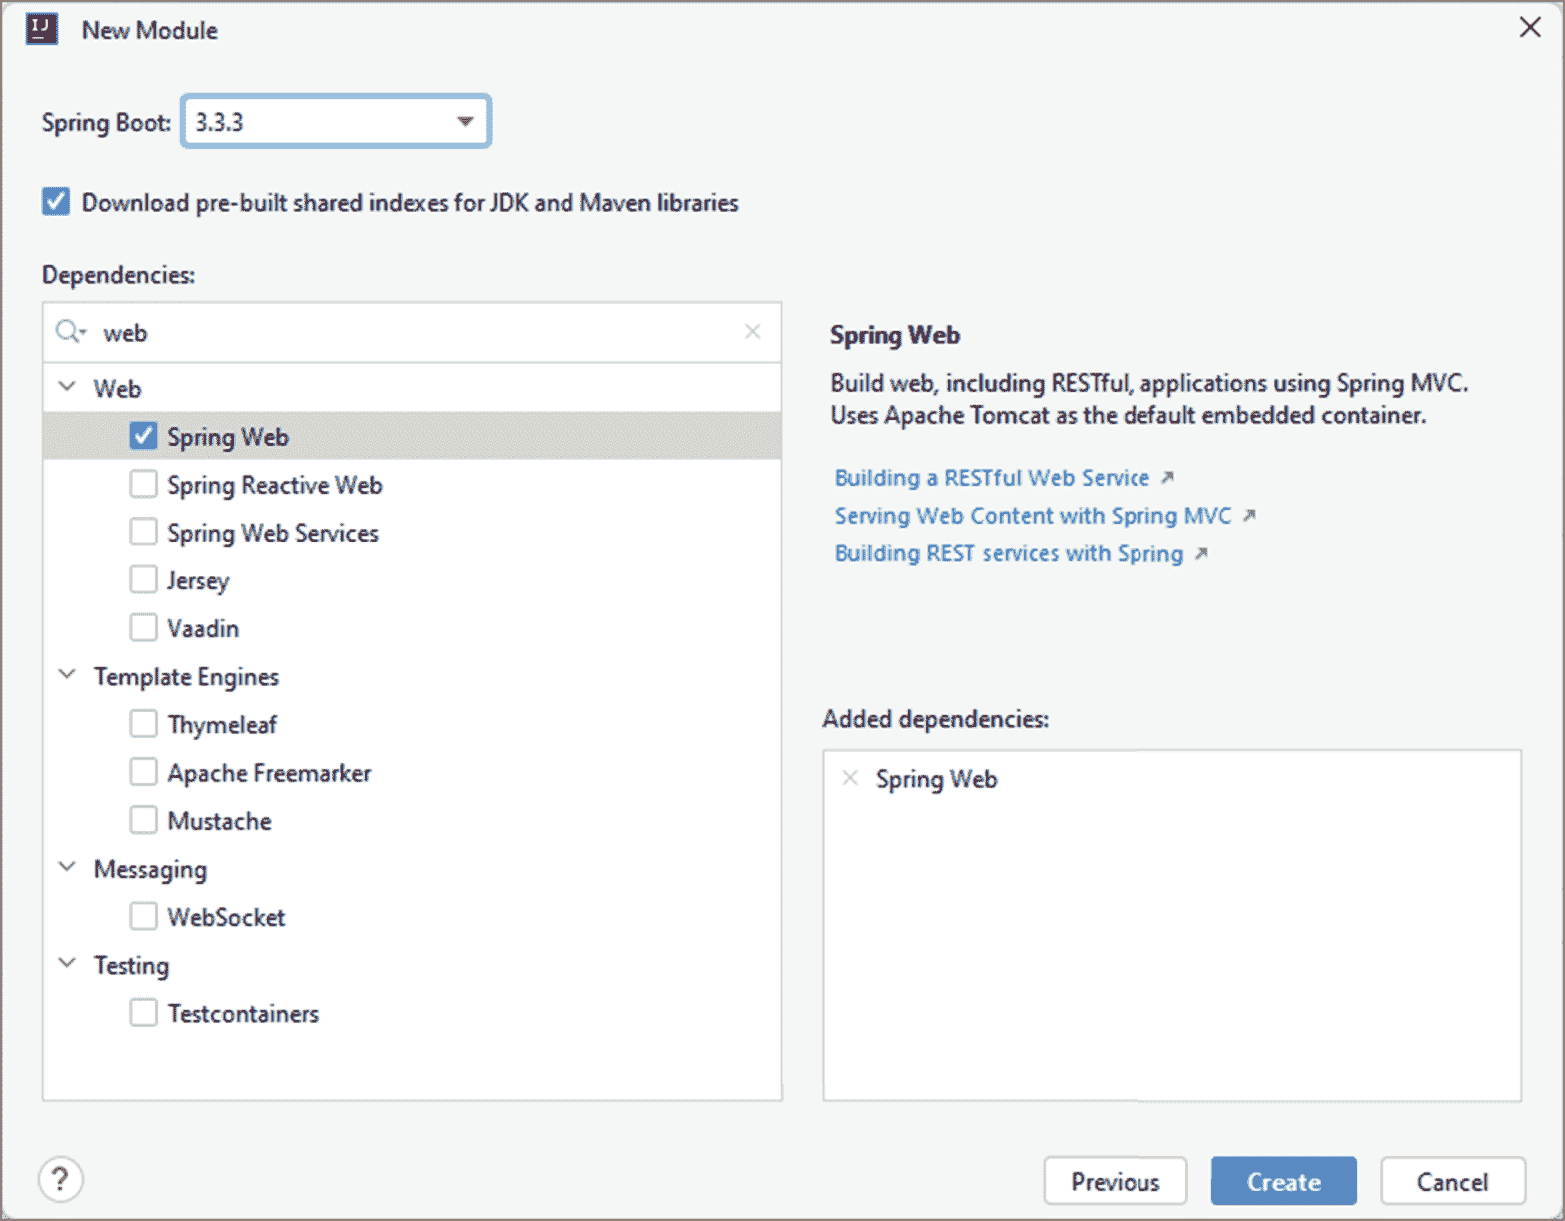 IJ
New Module
Spring Boot: 3.3.3
Download pre-built shared indexes for JDK and Maven libraries
Dependencies:
web
Web
Spring Web
Spring Reactive Web
Spring Web Services
Jersey
Vaadin
Template Engines
Thymeleaf
Apache Freemarker
Mustache
Messaging
WebSocket
Testing
Testcontainers
Spring Web
Build web, including RESTful, applications using Spring MVC.
Uses Apache Tomcat as the default embedded container.
Building a RESTful Web Service ↗
Serving Web Content with Spring MVC ↗
Building REST services with Spring ↗
Added dependencies:
Spring Web
?
Previous
Create
Cancel